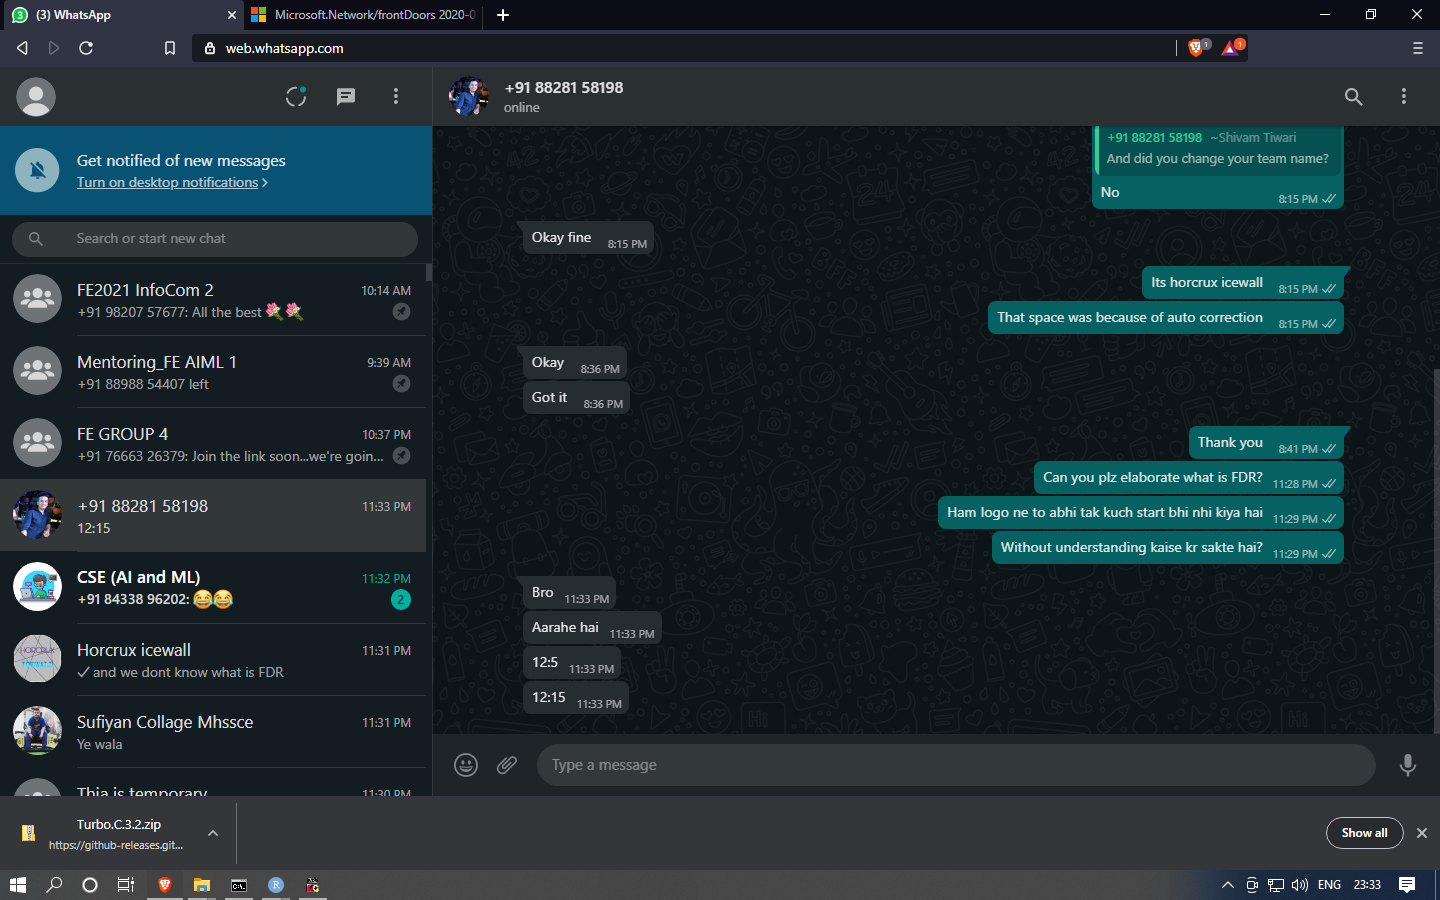 (3) WhatsApp
Microsoft.Network/frontDoors 2020-0
web.whatsapp.com
1
1
Get notified of new messages
Turn on desktop notifications >
Search or start new chat
FE2021 InfoCom 2
10:14 AM
+91 98207 57677: All the best 💐💐
Mentoring_FE AIML 1
9:39 AM
+91 88988 54407 left
FE GROUP 4
10:37 PM
+91 76663 26379: Join the link soon...we're goin...
+91 88281 58198
11:33 PM
12:15
CSE (AI and ML)
11:32 PM
+91 84338 96202: 😂😂
2
Horcrux icewall
11:31 PM
and we dont know what is FDR
Sufiyan Collage Mhssce
11:31 PM
Ye wala
Thia is temporary
11:30 PM
+91 88281 58198
online
+91 88281 58198 ~Shivam Tiwari
And did you change your team name?
No
8:15 PM
Okay fine 8:15 PM
Its horcrux icewall 8:15 PM
That space was because of auto correction 8:15 PM
Okay 8:36 PM
Got it 8:36 PM
Thank you 8:41 PM
Can you plz elaborate what is FDR? 11:28 PM
Ham logo ne to abhi tak kuch start bhi nhi kiya hai 11:29 PM
Without understanding kaise kr sakte hai? 11:29 PM
Bro 11:33 PM
Aarahe hai 11:33 PM
12:5 11:33 PM
12:15 11:33 PM
Type a message
Turbo.C.3.2.zip
https://github-releases.git...
Show all
ENG 23:33